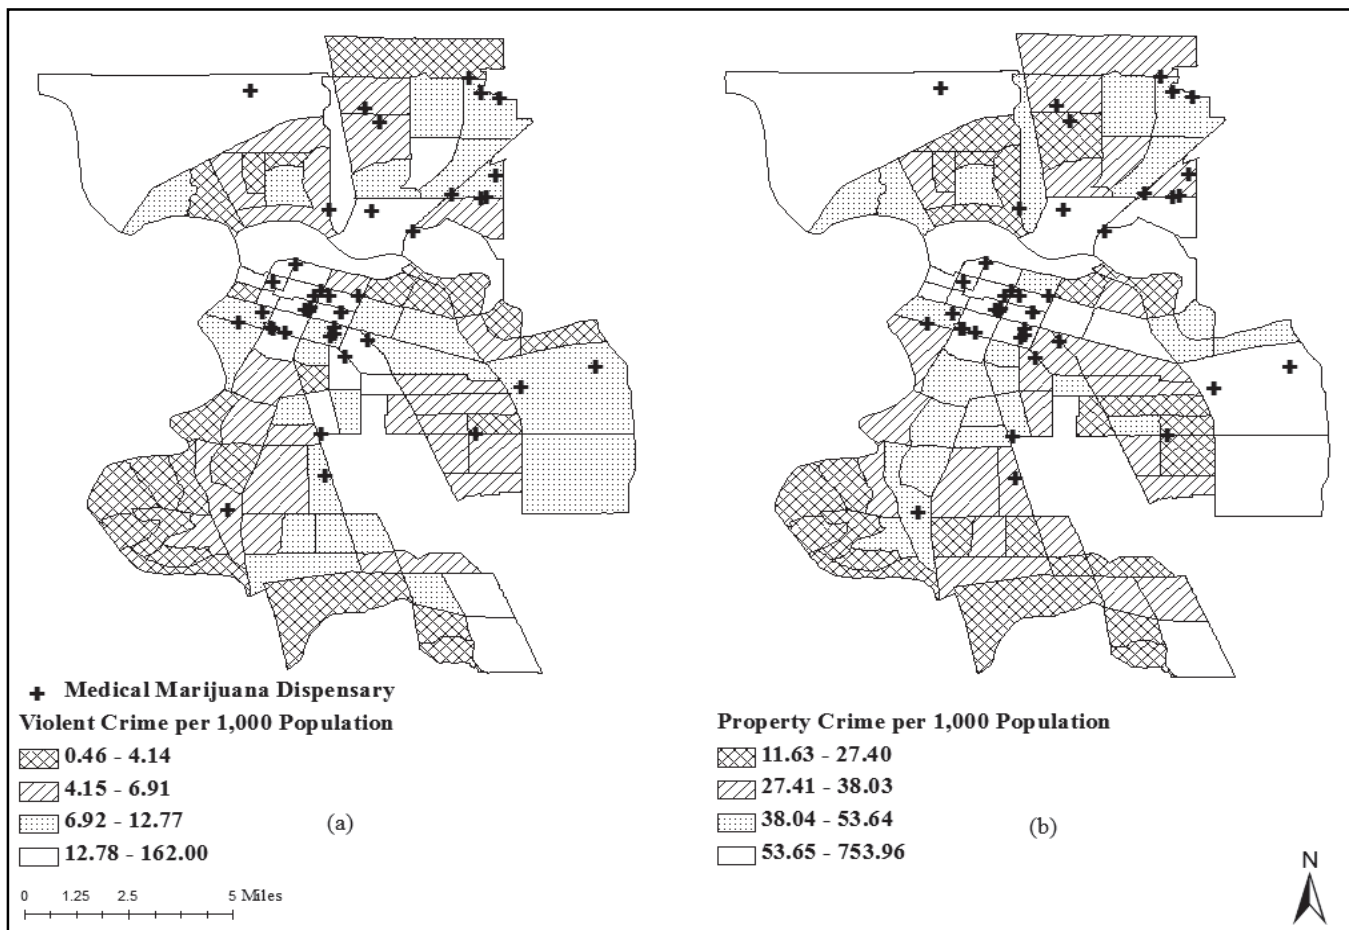 Medical Marijuana Dispensary
Violent Crime per 1,000 Population
0.46 - 4.14
4.15 - 6.91
6.92 - 12.77
12.78 - 162.00
(a)
0 1.25 2.5 5 Miles
Property Crime per 1,000 Population
11.63 - 27.40
27.41 - 38.03
38.04 - 53.64
53.65 - 753.96
(b)
N